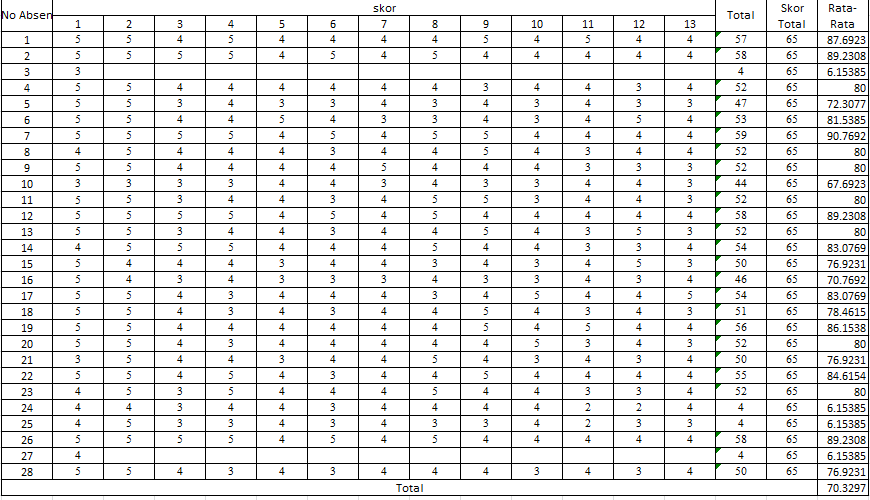 No Absen skor Total Skor Total Rata-Rata
1 2 3 4 5 6 7 8 9 10 11 12 13
1 5 5 4 5 4 4 4 4 5 4 5 4 4 57 65 87.6923
2 5 5 5 5 4 5 4 5 4 4 4 4 4 58 65 89.2308
3 3 4 65 6.15385
4 5 5 4 4 4 4 4 4 3 4 4 3 4 52 65 80
5 5 5 3 4 3 3 4 3 4 3 4 3 3 47 65 72.3077
6 5 5 4 4 5 4 3 3 4 3 4 5 4 53 65 81.5385
7 5 5 5 5 4 5 4 5 5 4 4 4 4 59 65 90.7692
8 4 5 4 4 4 3 4 4 5 4 3 4 4 52 65 80
9 5 5 4 4 4 4 5 4 4 4 3 3 3 52 65 80
10 3 3 3 3 4 4 3 4 3 3 4 4 3 44 65 67.6923
11 5 5 3 4 4 3 4 5 5 3 4 4 3 52 65 80
12 5 5 5 5 4 5 4 5 4 4 4 4 4 58 65 89.2308
13 5 5 3 4 4 3 4 4 5 4 3 5 3 52 65 80
14 4 5 5 5 4 4 4 5 4 4 3 3 4 54 65 83.0769
15 5 4 4 4 3 4 4 3 4 3 4 5 3 50 65 76.9231
16 5 4 3 4 3 3 3 4 3 3 4 3 4 46 65 70.7692
17 5 5 4 3 4 4 4 3 4 5 4 4 5 54 65 83.0769
18 5 5 4 3 4 3 4 4 5 4 3 4 3 51 65 78.4615
19 5 5 4 4 4 4 4 4 5 4 5 4 4 56 65 86.1538
20 5 5 4 3 4 4 4 4 4 5 3 4 3 52 65 80
21 3 5 4 4 3 4 4 5 4 3 4 3 4 50 65 76.9231
22 5 5 4 5 4 3 4 4 5 4 4 4 4 55 65 84.6154
23 4 5 3 5 4 4 4 5 4 4 3 3 4 52 65 80
24 4 4 3 4 4 3 4 4 4 4 2 2 4 4 65 6.15385
25 4 5 3 3 4 3 4 3 3 4 2 3 3 4 65 6.15385
26 5 5 5 5 4 5 4 5 4 4 4 4 4 58 65 89.2308
27 4 4 65 6.15385
28 5 5 4 3 4 3 4 4 4 3 4 3 4 50 65 76.9231
Total 70.3297